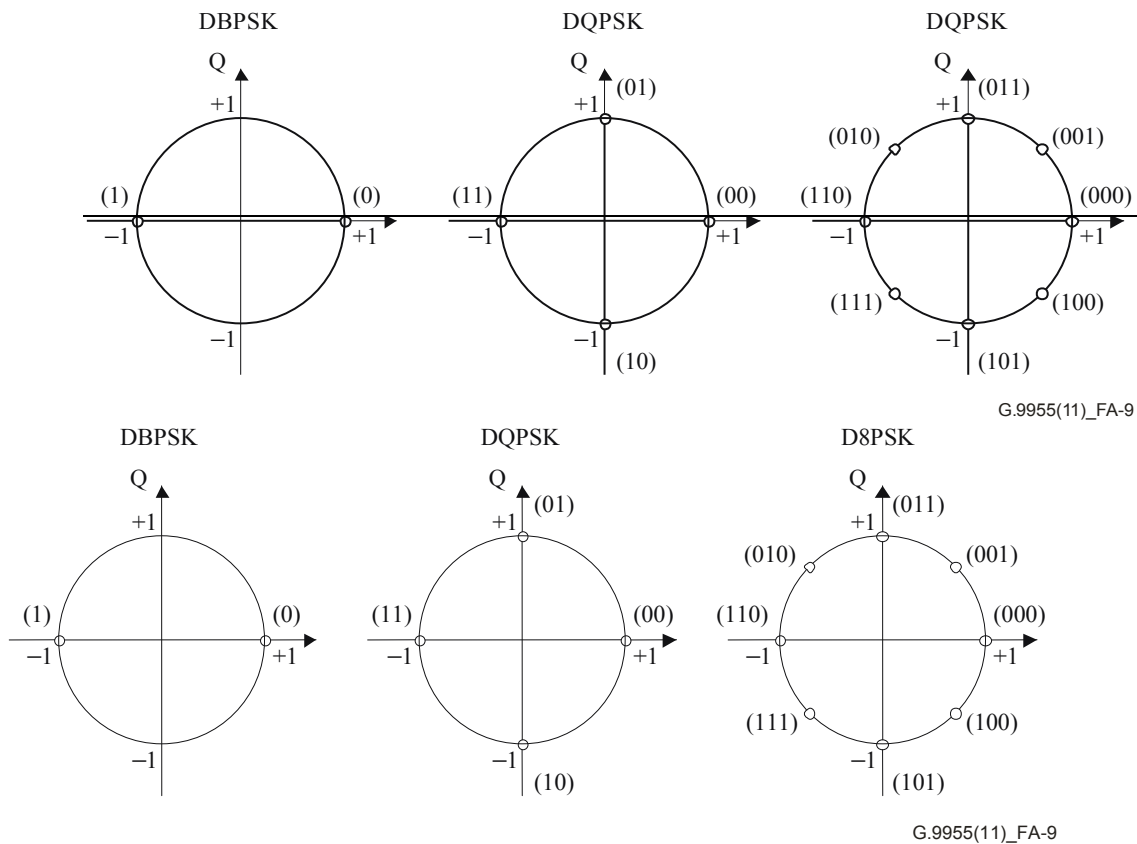 DBPSK DQPSK DQPSK
Q Q Q
(01) (011)
+1 +1 +1
(010) (001)
(1) (0) (11) (00) (110) (000)
−1 +1 −1 +1 −1 +1
(111) (100)
−1 −1 −1
(10) (101)
G.9955(11)_FA-9
DBPSK DQPSK D8PSK
Q Q Q
(01) (011)
+1 +1 +1
(010) (001)
(1) (0) (11) (00) (110) (000)
−1 +1 −1 +1 −1 +1
(111) (100)
−1 −1 −1
(10) (101)
G.9955(11)_FA-9